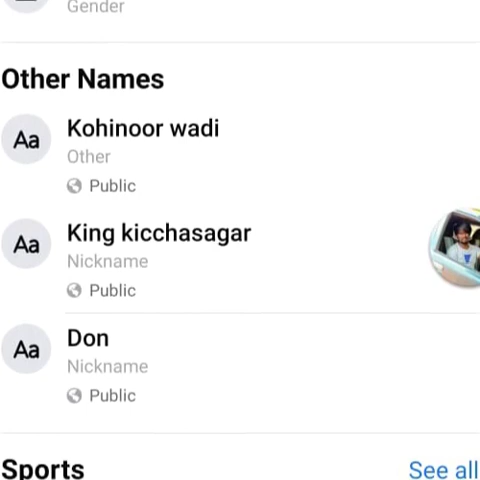 Gender
Other Names
Aa
Kohinoor wadi
Other
Public
Aa
King kicchasagar
Nickname
Public
Aa
Don
Nickname
Public
Sports
See all